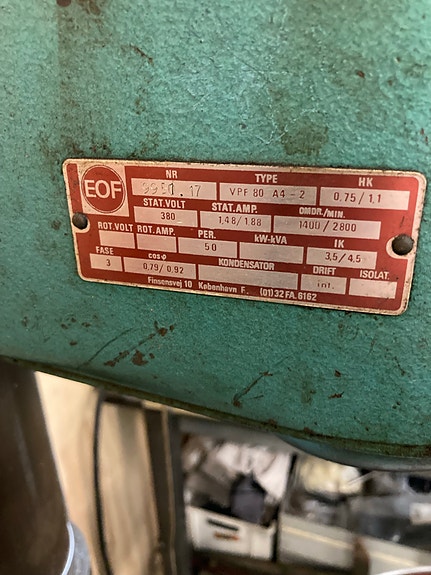 EOF
NR TYPE HK
9951.17 VPF 80 A4-2 0,75/1,1
STAT.VOLT STAT.AMP. OMDR./MIN.
380 1,48/1,88 1400/2800
ROT.VOLT ROT.AMP. PER. kW-kVA IK
50 3,5/4,5
FASE cosφ KONDENSATOR DRIFT ISOLAT.
3 0,79/0,92 int.
Finsensvej 10 København F. (01) 32 FA. 6162